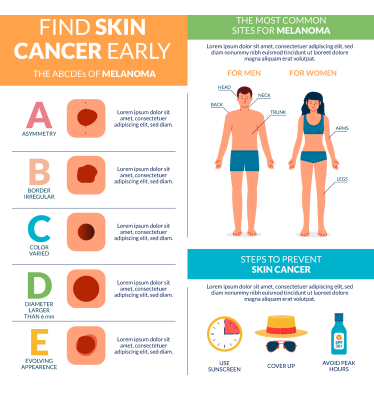 FIND SKIN
CANCER EARLY
THE ABCDEs OF MELANOMA
A
ASYMMETRY
Lorem ipsum dolor sit
amet, consectetuer
adipiscing elit, sed diam.
B
BORDER
IRREGULAR
Lorem ipsum dolor sit
amet, consectetuer
adipiscing elit, sed diam.
C
COLOR
VARIED
Lorem ipsum dolor sit
amet, consectetuer
adipiscing elit, sed diam.
D
DIAMETER
LARGER
THAN 6 mm
Lorem ipsum dolor sit
amet, consectetuer
adipiscing elit, sed diam.
E
EVOLVING
APPEARENCE
Lorem ipsum dolor sit
amet, consectetuer
adipiscing elit, sed diam.
THE MOST COMMON
SITES FOR MELANOMA
Lorem ipsum dolor sit amet, consectetuer adipiscing elit, sed
diam nonummy nibh euismod tincidunt ut laoreet dolore
magna aliquam erat volutpat.
FOR MEN
FOR WOMEN
HEAD
NECK
BACK
TRUNK
ARMS
LEGS
STEPS TO PREVENT
SKIN CANCER
Lorem ipsum dolor sit amet, consectetuer adipiscing elit, sed
diam nonummy nibh euismod tincidunt ut laoreet dolore
magna aliquam erat volutpat.
SPF
30+
USE
SUNSCREEN
COVER UP
AVOID PEAK
HOURS